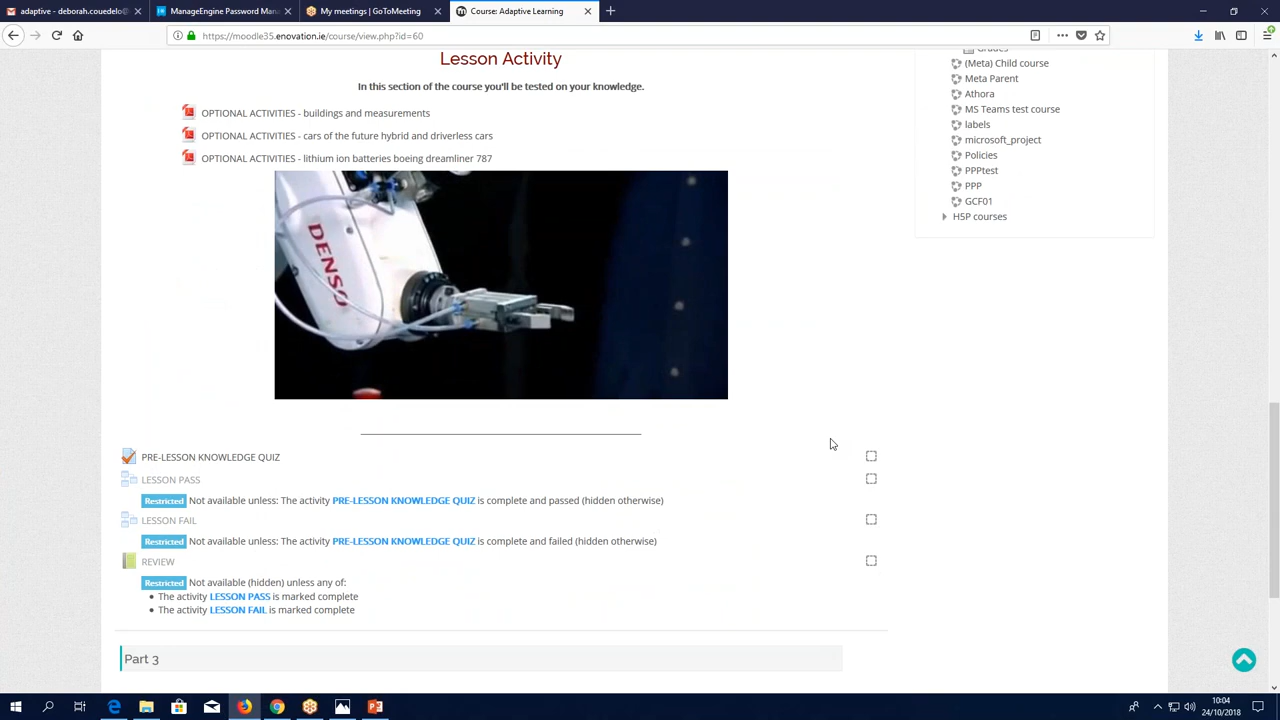 adaptive - deborah.couedelo@
ManageEngine Password Man
My meetings | GoToMeeting
Course: Adaptive Learning
https://moodle35.enovation.ie/course/view.php?id=60
Lesson Activity
In this section of the course you'll be tested on your knowledge.
OPTIONAL ACTIVITIES - buildings and measurements
OPTIONAL ACTIVITIES - cars of the future hybrid and driverless cars
OPTIONAL ACTIVITIES - lithium ion batteries boeing dreamliner 787
DENSO
PRE-LESSON KNOWLEDGE QUIZ
LESSON PASS
Restricted Not available unless: The activity PRE-LESSON KNOWLEDGE QUIZ is complete and passed (hidden otherwise)
LESSON FAIL
Restricted Not available unless: The activity PRE-LESSON KNOWLEDGE QUIZ is complete and failed (hidden otherwise)
REVIEW
Restricted Not available (hidden) unless any of:
The activity LESSON PASS is marked complete
The activity LESSON FAIL is marked complete
Part 3
Grades
(Meta) Child course
Meta Parent
Athora
MS Teams test course
labels
microsoft_project
Policies
PPPtest
PPP
GCF01
H5P courses
10:04
24/10/2018